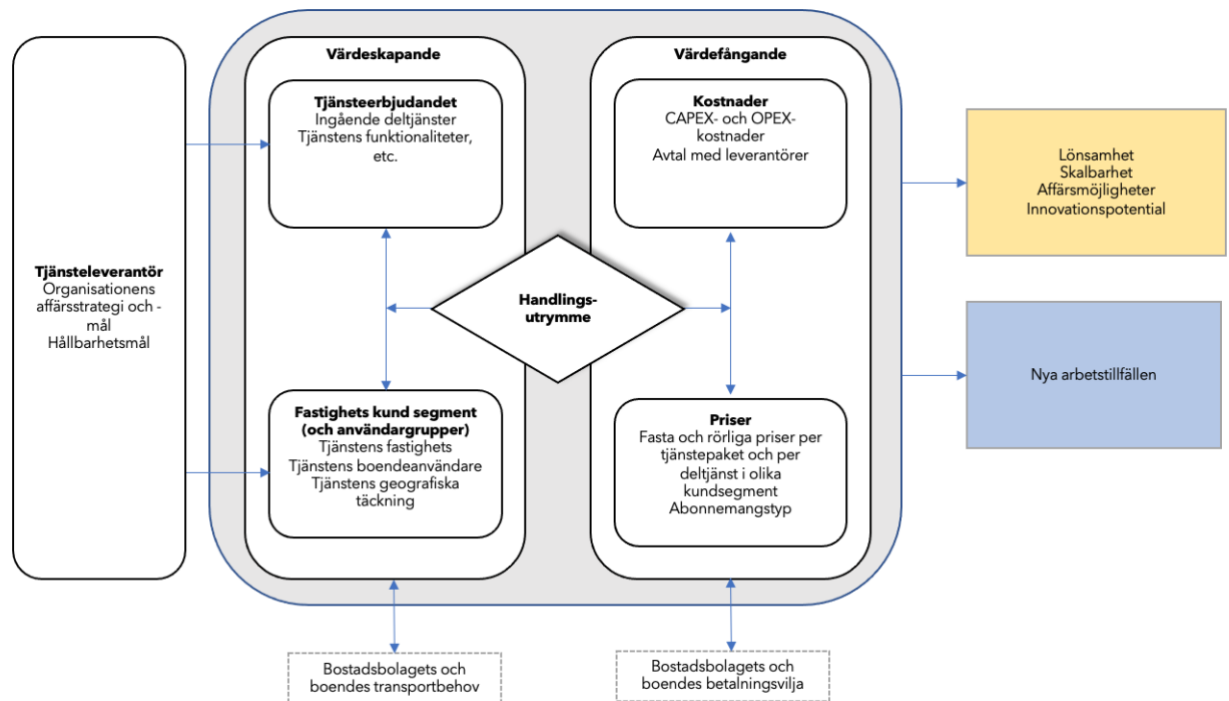 Tjänsteleverantör
Organisationens
affärsstrategi och -
mål
Hållbarhetsmål
Värdeskapande
Tjänsteerbjudandet
Ingående deltjänster
Tjänstens funktionaliteter,
etc.
Fastighets kund segment
(och användargrupper)
Tjänstens fastighets
Tjänstens boendeanvändare
Tjänstens geografiska
täckning
Handlings-
utrymme
Värdefångande
Kostnader
CAPEX- och OPEX-
kostnader
Avtal med leverantörer
Priser
Fasta och rörliga priser per
tjänstepaket och per
deltjänst i olika
kundsegment
Abonnemangstyp
Lönsamhet
Skalbarhet
Affärsmöjligheter
Innovationspotential
Nya arbetstillfällen
Bostadsbolagets och
boendes transportbehov
Bostadsbolagets och
boendes betalningsvilja